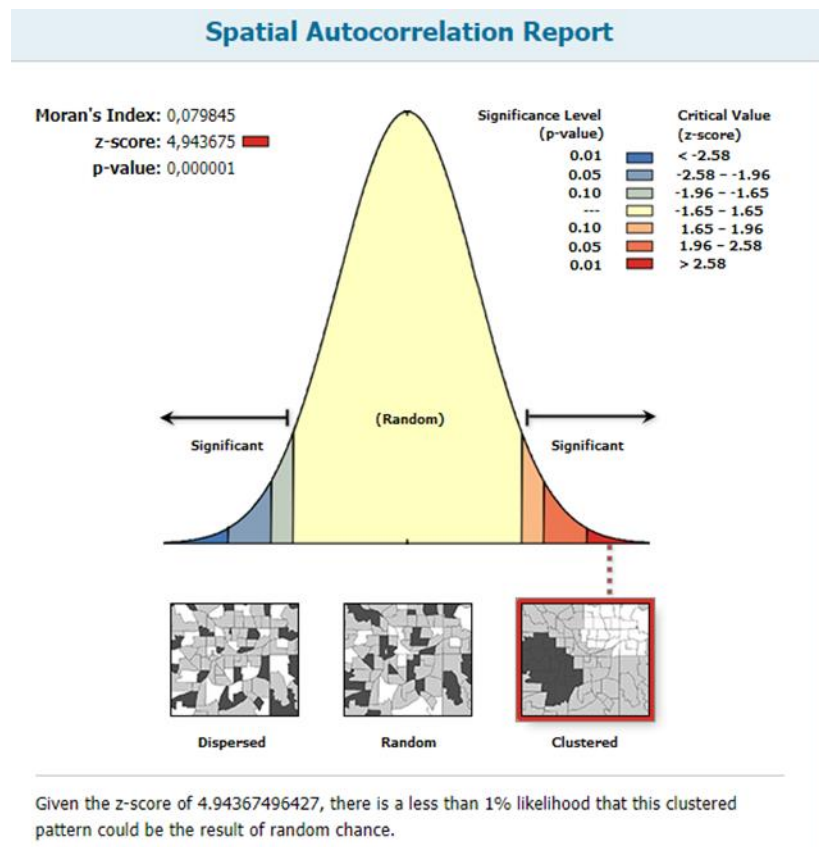 Spatial Autocorrelation Report
Moran's Index: 0,079845
z-score: 4,943675
p-value: 0,000001
Significance Level
(p-value)
Critical Value
(z-score)
0.01 < -2.58
0.05 -2.58 - -1.96
0.10 -1.96 - -1.65
--- -1.65 - 1.65
0.10 1.65 - 1.96
0.05 1.96 - 2.58
0.01 > 2.58
(Random)
Significant
Significant
Dispersed
Random
Clustered
Given the z-score of 4.94367496427, there is a less than 1% likelihood that this clustered
pattern could be the result of random chance.